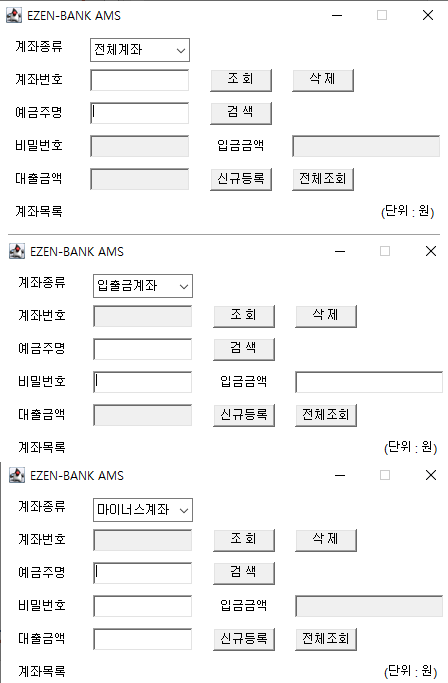 EZEN-BANK AMS
계좌종류 전체계좌
계좌번호 조 회 삭 제
예금주명 검 색
비밀번호 입금금액
대출금액 신규등록 전체조회
계좌목록 (단위 : 원)
EZEN-BANK AMS
계좌종류 입출금계좌
계좌번호 조 회 삭 제
예금주명 검 색
비밀번호 입금금액
대출금액 신규등록 전체조회
계좌목록 (단위 : 원)
EZEN-BANK AMS
계좌종류 마이너스계좌
계좌번호 조 회 삭 제
예금주명 검 색
비밀번호 입금금액
대출금액 신규등록 전체조회
계좌목록 (단위 : 원)